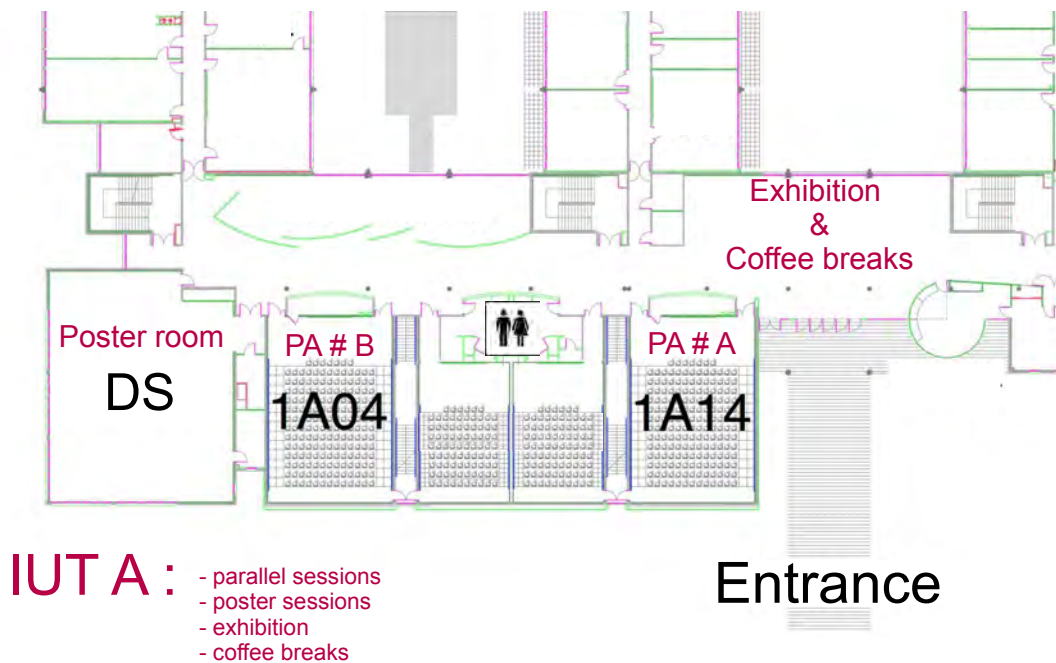 Exhibition
&
Coffee breaks
Poster room
DS
PA # B
1A04
PA # A
1A14
IUT A :
- parallel sessions
- poster sessions
- exhibition
- coffee breaks
Entrance